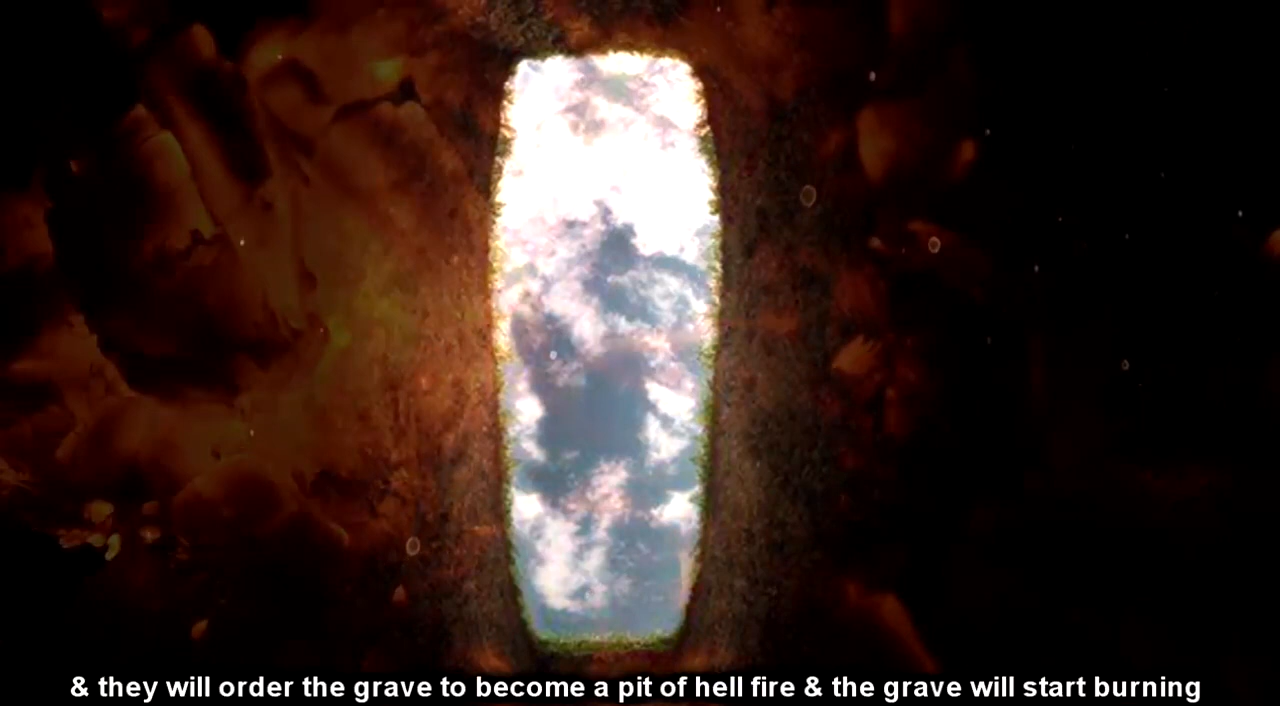 & they will order the grave to become a pit of hell fire & the grave will start burning